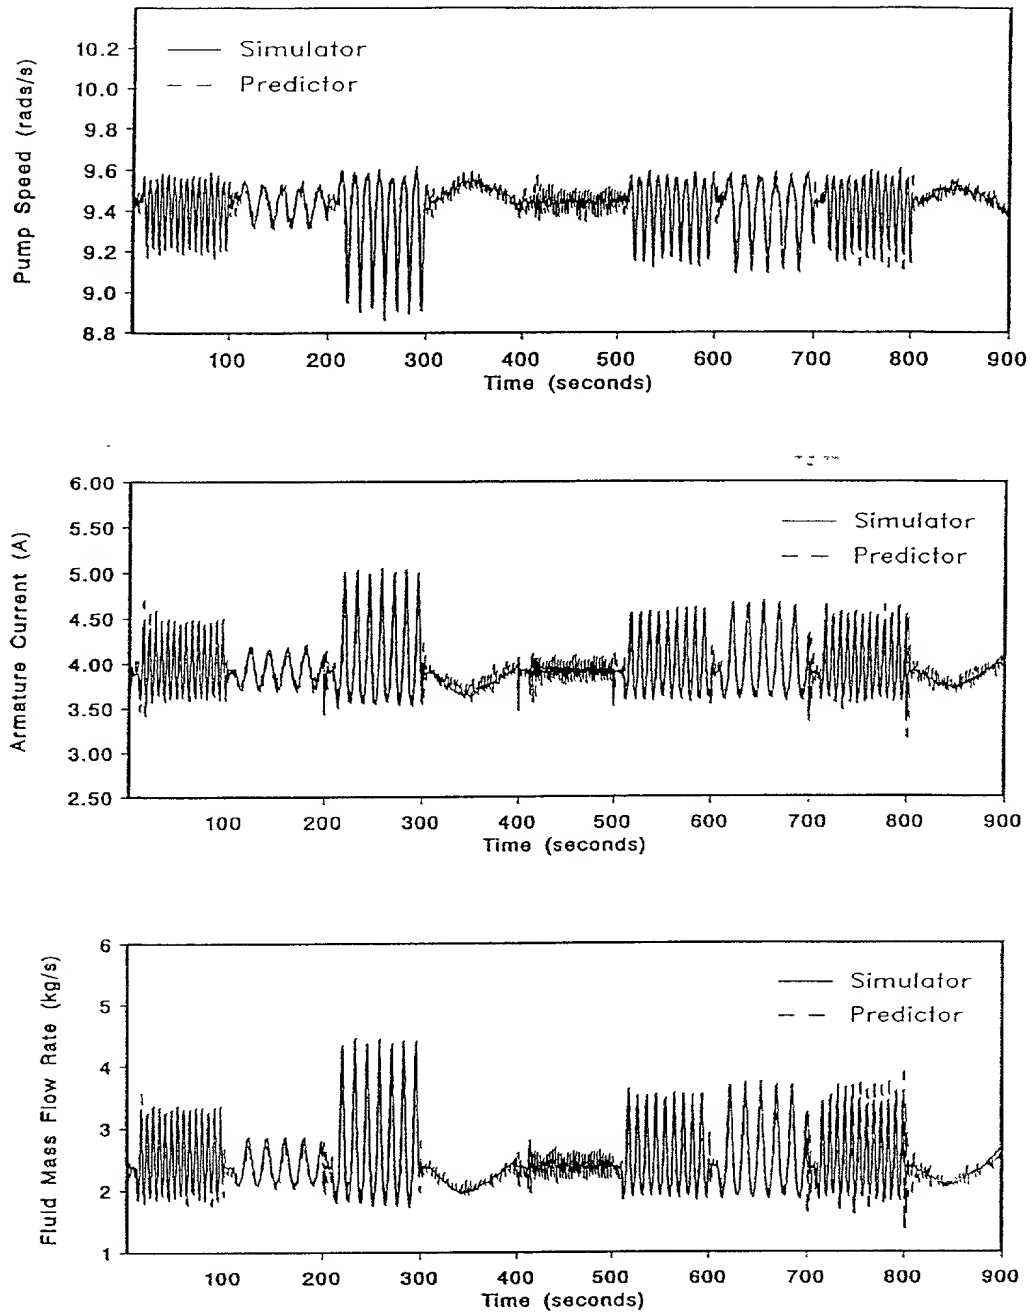 Pump Speed (rads/s)
10.2
10.0
9.8
9.6
9.4
9.2
9.0
8.8
Simulator
Predictor
100 200 300 400 500 600 700 800 900
Time (seconds)
Armature Current (A)
6.00
5.50
5.00
4.50
4.00
3.50
3.00
2.50
Simulator
Predictor
100 200 300 400 500 600 700 800 900
Time (seconds)
Fluid Mass Flow Rate (kg/s)
6
5
4
3
2
1
Simulator
Predictor
100 200 300 400 500 600 700 800 900
Time (seconds)